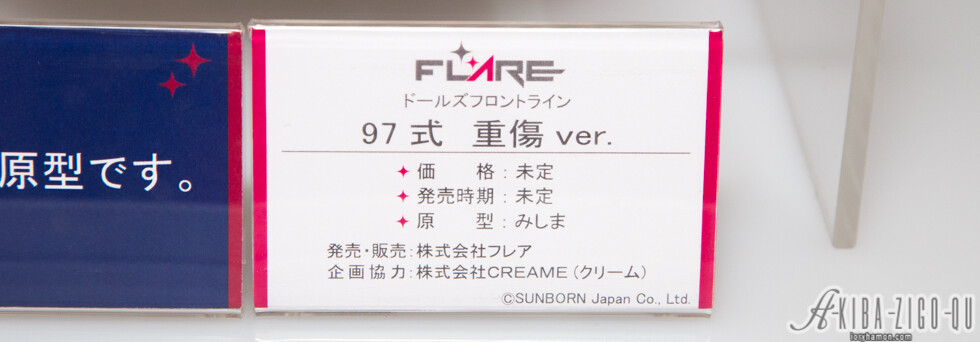 原型です。
FLARE
ドールズフロントライン
97式 重傷 ver.
価 格：未定
発売時期：未定
原 型：みしま
発売・販売：株式会社フレア
企画協力：株式会社CREAME（クリーム）
©SUNBORN Japan Co., Ltd.
AKIBA-ZIGO-QU